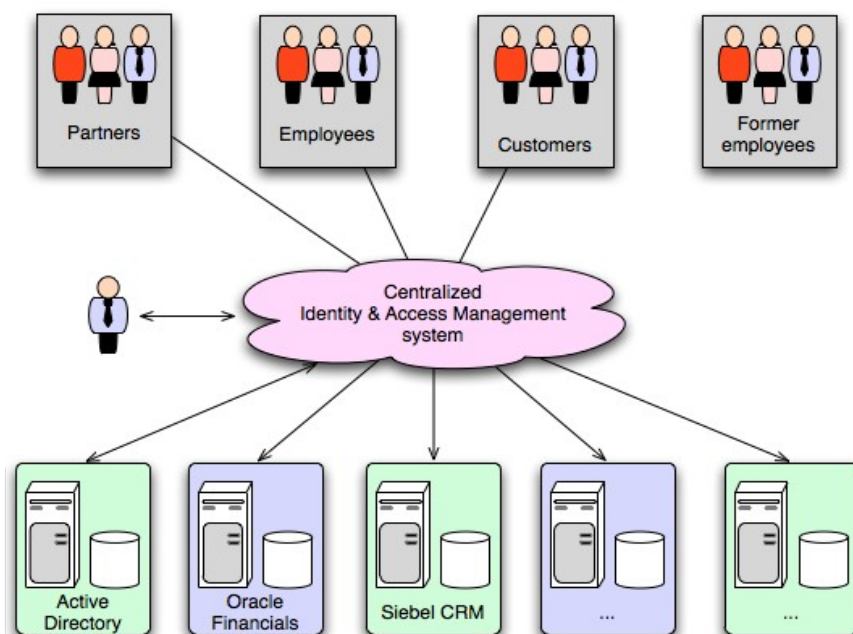 Partners
Employees
Customers
Former
employees
Centralized
Identity & Access Management
system
Active
Directory
Oracle
Financials
Siebel CRM
...
...